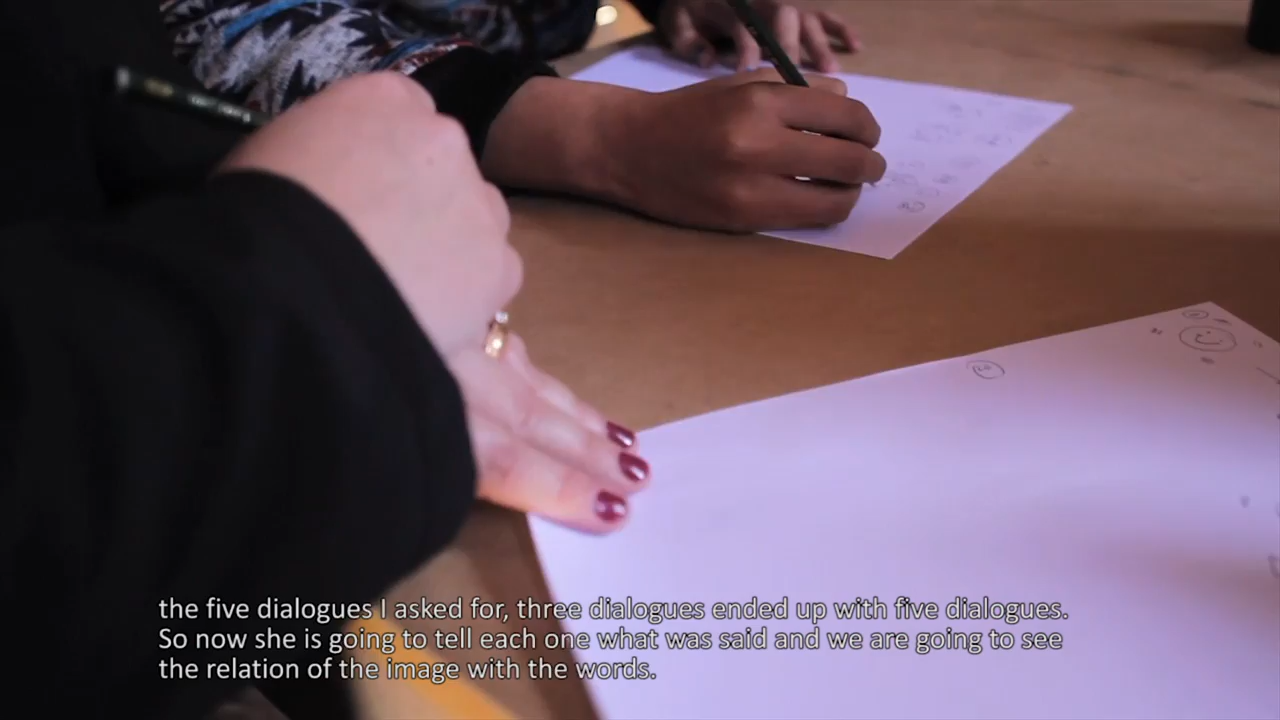 the five dialogues I asked for, three dialogues ended up with five dialogues.
So now she is going to tell each one what was said and we are going to see
the relation of the image with the words.